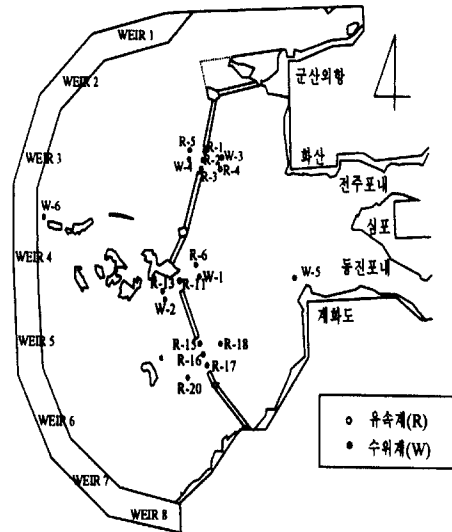 WEIR 1
WEIR 2
군산외항
R-5
R-1
화산
WEIR 3
W-4
R-2
W-3
R-3
R-4
전주포내
W-6
심포
WEIR 4
R-6
동진포내
R-13
R-11
W-1
W-5
W-2
계화도
WEIR 5
R-15
R-18
R-16
R-17
R-20
WEIR 6
유속계(R)
수위계(W)
WEIR 7
WEIR 8